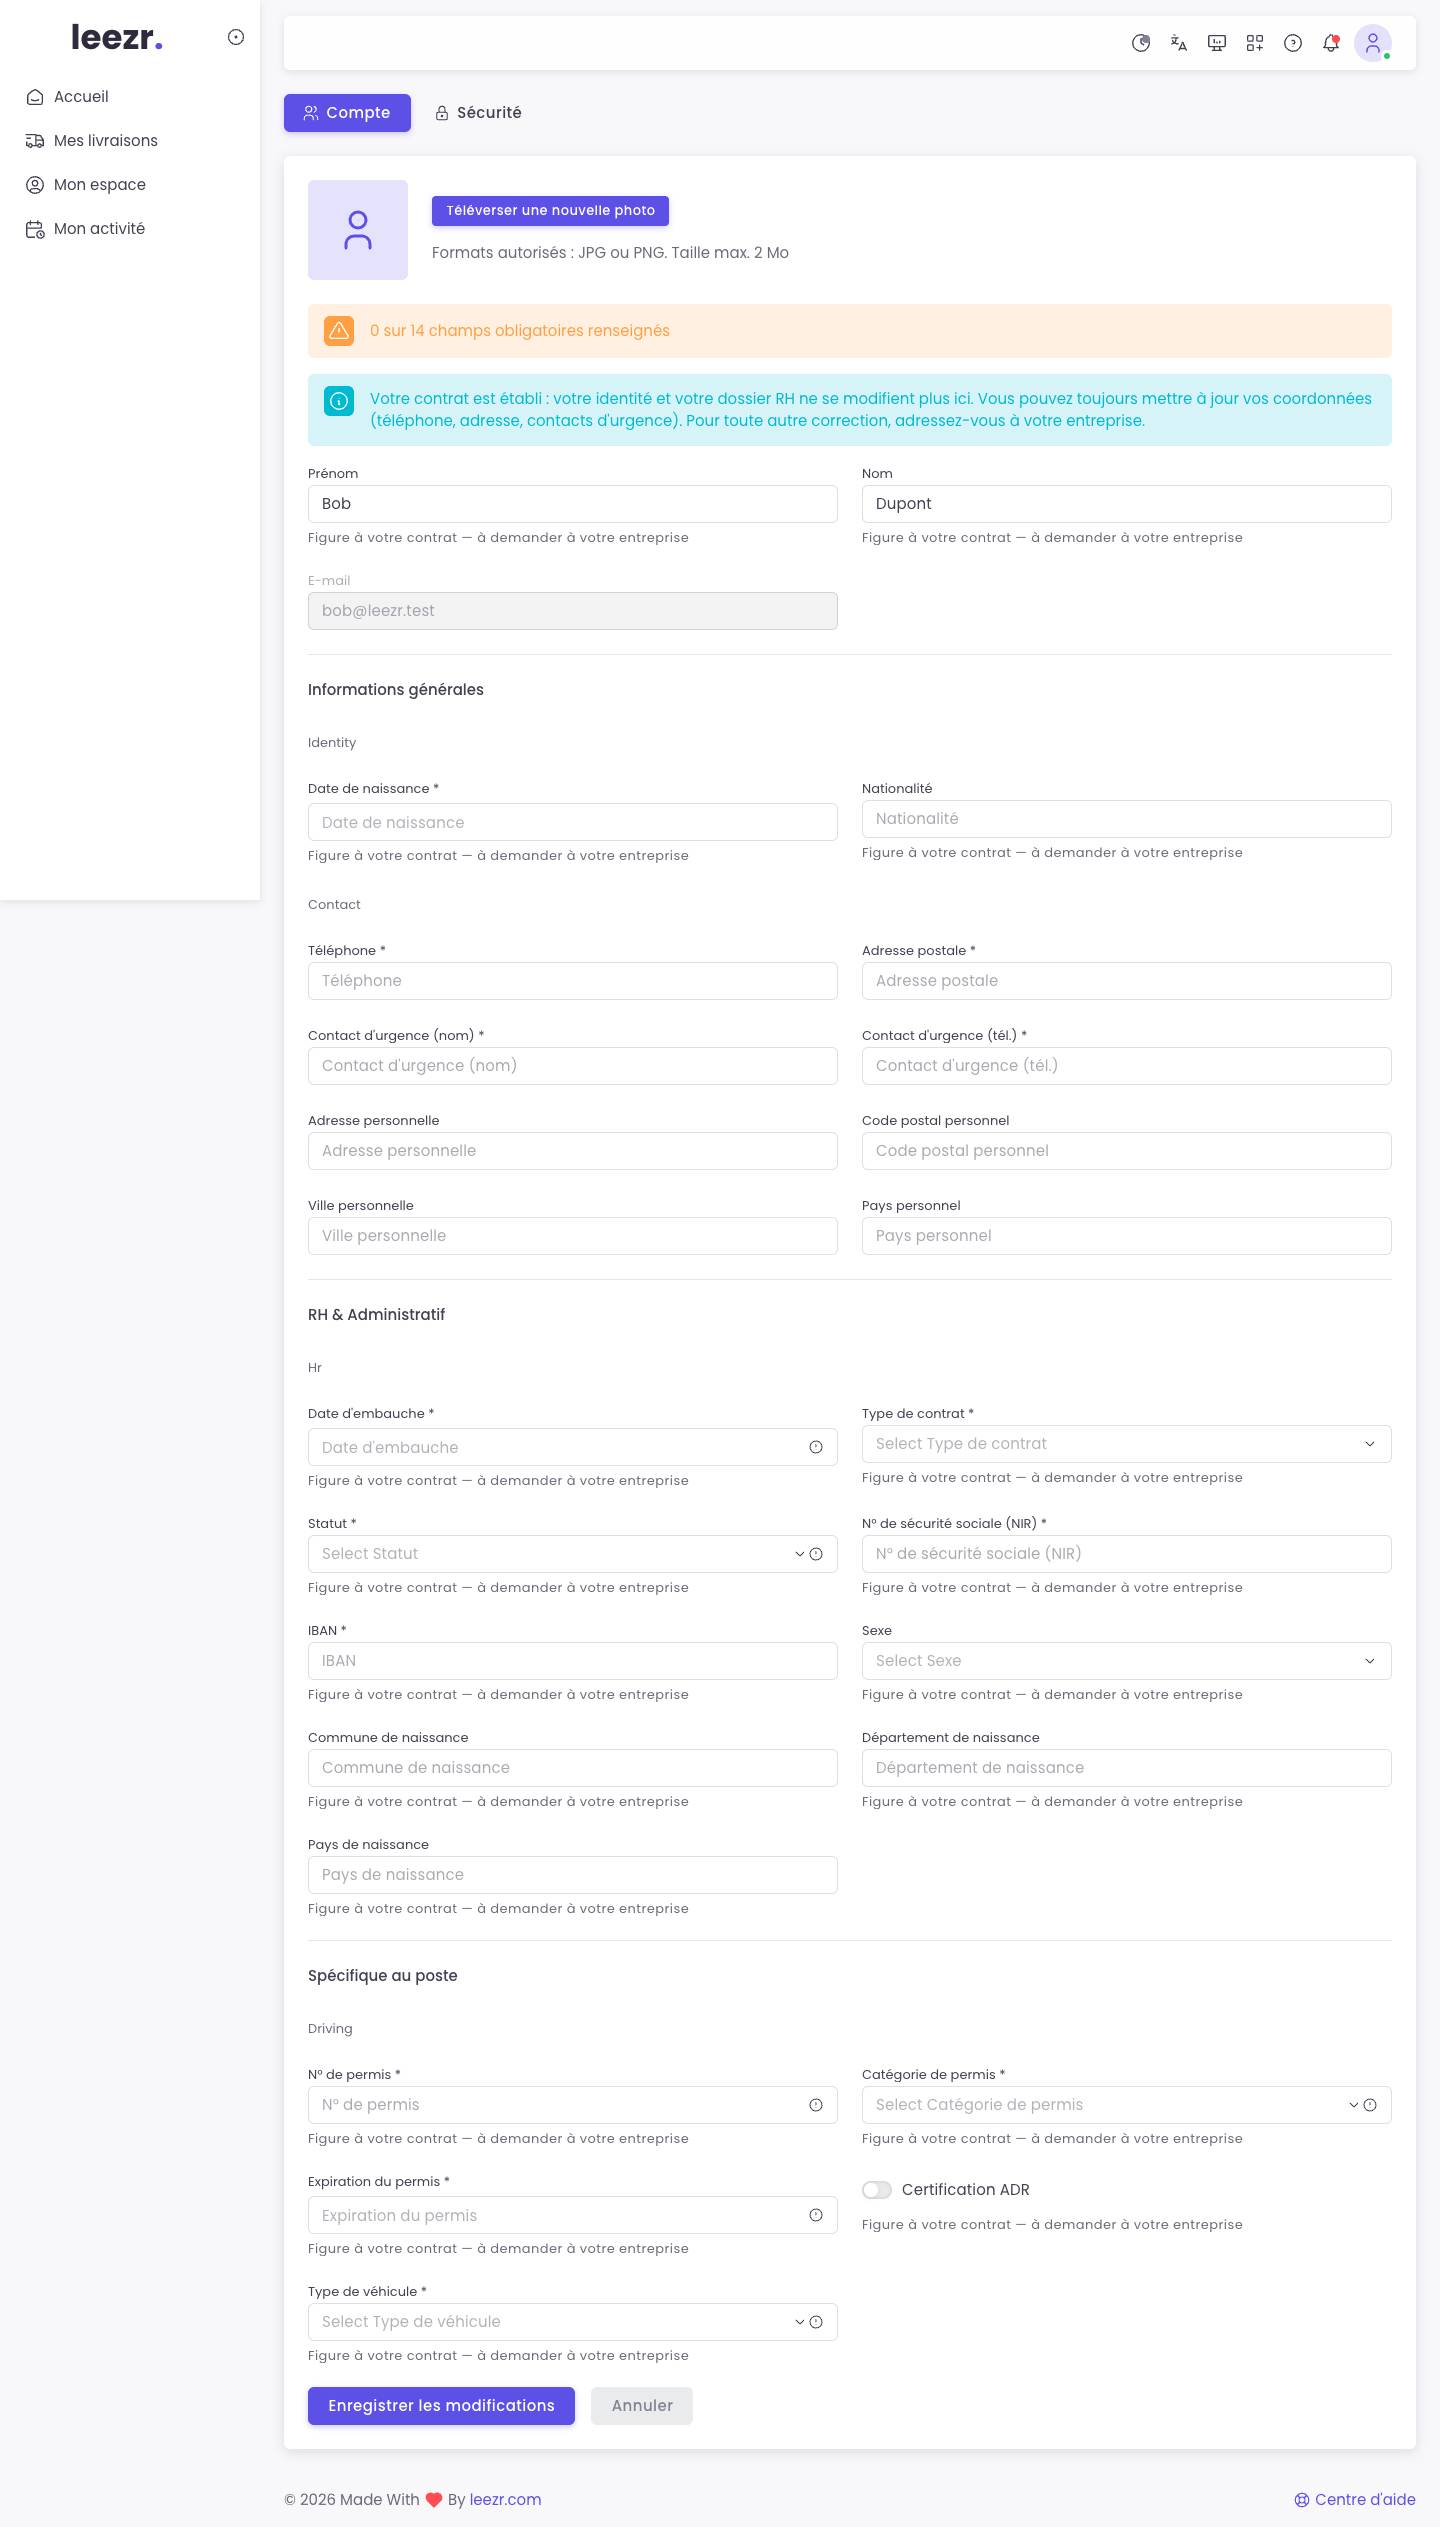 leezr.
Accueil
Mes livraisons
Mon espace
Mon activité
Compte
Sécurité
Téléverser une nouvelle photo
Formats autorisés : JPG ou PNG. Taille max. 2 Mo
0 sur 14 champs obligatoires renseignés
Votre contrat est établi : votre identité et votre dossier RH ne se modifient plus ici. Vous pouvez toujours mettre à jour vos coordonnées
(téléphone, adresse, contacts d'urgence). Pour toute autre correction, adressez-vous à votre entreprise.
Prénom
Bob
Figure à votre contrat — à demander à votre entreprise
Nom
Dupont
Figure à votre contrat — à demander à votre entreprise
E-mail
bob@leezr.test
Informations générales
Identity
Date de naissance *
Date de naissance
Figure à votre contrat — à demander à votre entreprise
Nationalité
Nationalité
Figure à votre contrat — à demander à votre entreprise
Contact
Téléphone *
Téléphone
Adresse postale *
Adresse postale
Contact d'urgence (nom) *
Contact d'urgence (nom)
Contact d'urgence (tél.) *
Contact d'urgence (tél.)
Adresse personnelle
Adresse personnelle
Code postal personnel
Code postal personnel
Ville personnelle
Ville personnelle
Pays personnel
Pays personnel
RH & Administratif
Hr
Date d'embauche *
Date d'embauche
Figure à votre contrat — à demander à votre entreprise
Type de contrat *
Select Type de contrat
Figure à votre contrat — à demander à votre entreprise
Statut *
Select Statut
Figure à votre contrat — à demander à votre entreprise
N° de sécurité sociale (NIR) *
N° de sécurité sociale (NIR)
Figure à votre contrat — à demander à votre entreprise
IBAN *
IBAN
Figure à votre contrat — à demander à votre entreprise
Sexe
Select Sexe
Figure à votre contrat — à demander à votre entreprise
Commune de naissance
Commune de naissance
Figure à votre contrat — à demander à votre entreprise
Département de naissance
Département de naissance
Figure à votre contrat — à demander à votre entreprise
Pays de naissance
Pays de naissance
Figure à votre contrat — à demander à votre entreprise
Spécifique au poste
Driving
N° de permis *
N° de permis
Figure à votre contrat — à demander à votre entreprise
Catégorie de permis *
Select Catégorie de permis
Figure à votre contrat — à demander à votre entreprise
Expiration du permis *
Expiration du permis
Figure à votre contrat — à demander à votre entreprise
Certification ADR
Figure à votre contrat — à demander à votre entreprise
Type de véhicule *
Select Type de véhicule
Figure à votre contrat — à demander à votre entreprise
Enregistrer les modifications
Annuler
© 2026 Made With By leezr.com
Centre d'aide